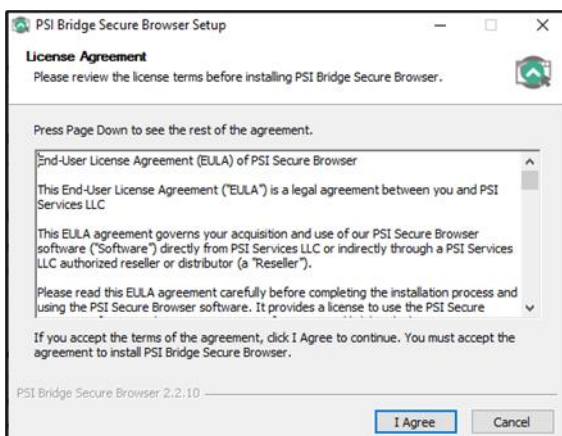 PSI Bridge Secure Browser Setup
License Agreement
Please review the license terms before installing PSI Bridge Secure Browser.
Press Page Down to see the rest of the agreement.
End-User License Agreement (EULA) of PSI Secure Browser
This End-User License Agreement ("EULA") is a legal agreement between you and PSI
Services LLC
This EULA agreement governs your acquisition and use of our PSI Secure Browser
software ("Software") directly from PSI Services LLC or indirectly through a PSI Services
LLC authorized reseller or distributor (a "Reseller").
Please read this EULA agreement carefully before completing the installation process and
using the PSI Secure Browser software. It provides a license to use the PSI Secure
If you accept the terms of the agreement, click I Agree to continue. You must accept the
agreement to install PSI Bridge Secure Browser.
PSI Bridge Secure Browser 2.2.10
I Agree
Cancel